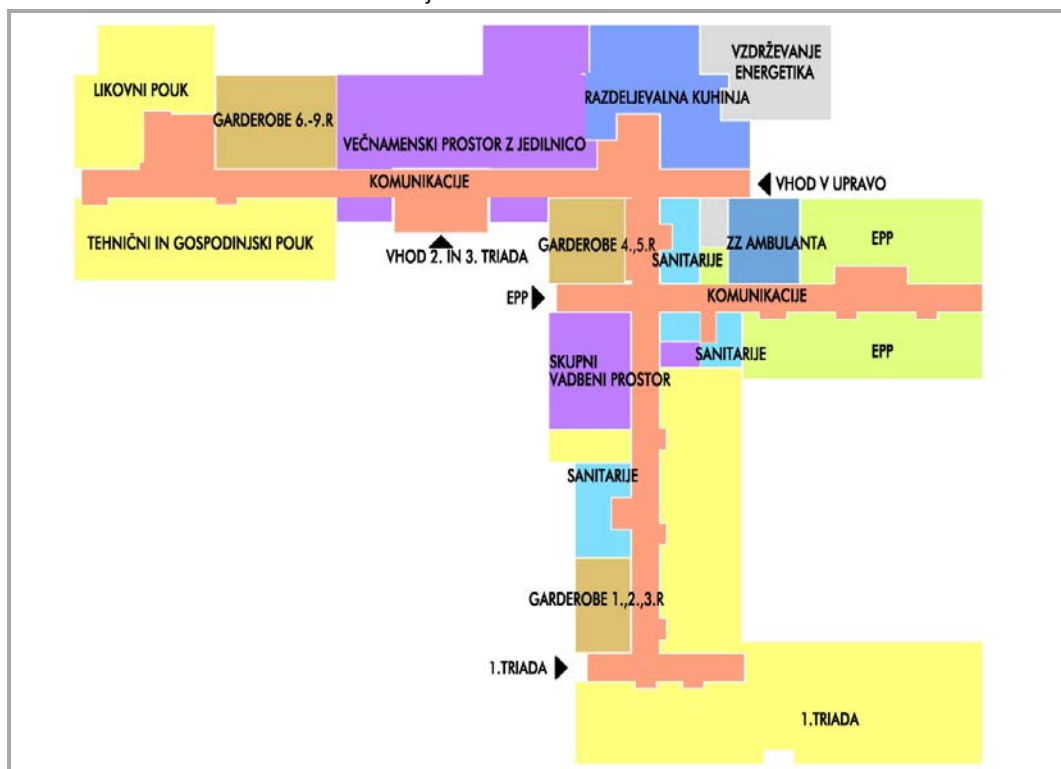 VZDRŽEVANJE
ENERGETIKA
LIKOVNI POUK
RAZDELJEVALNA KUHINJA
GARDEROBE 6.-9.R
VEČNAMENSKI PROSTOR Z JEDILNICO
KOMUNIKACIJE
VHOD V UPRAVO
TEHNIČNI IN GOSPODINJSKI POUK
VHOD 2. IN 3. TRIADA
GARDEROBE 4.,5.R
SANITARIJE
ZZ AMBULANTA
EPP
EPP
KOMUNIKACIJE
SKUPNI
VADBENI PROSTOR
SANITARIJE
EPP
SANITARIJE
GARDEROBE 1.,2.,3.R
1.TRIADA
1.TRIADA